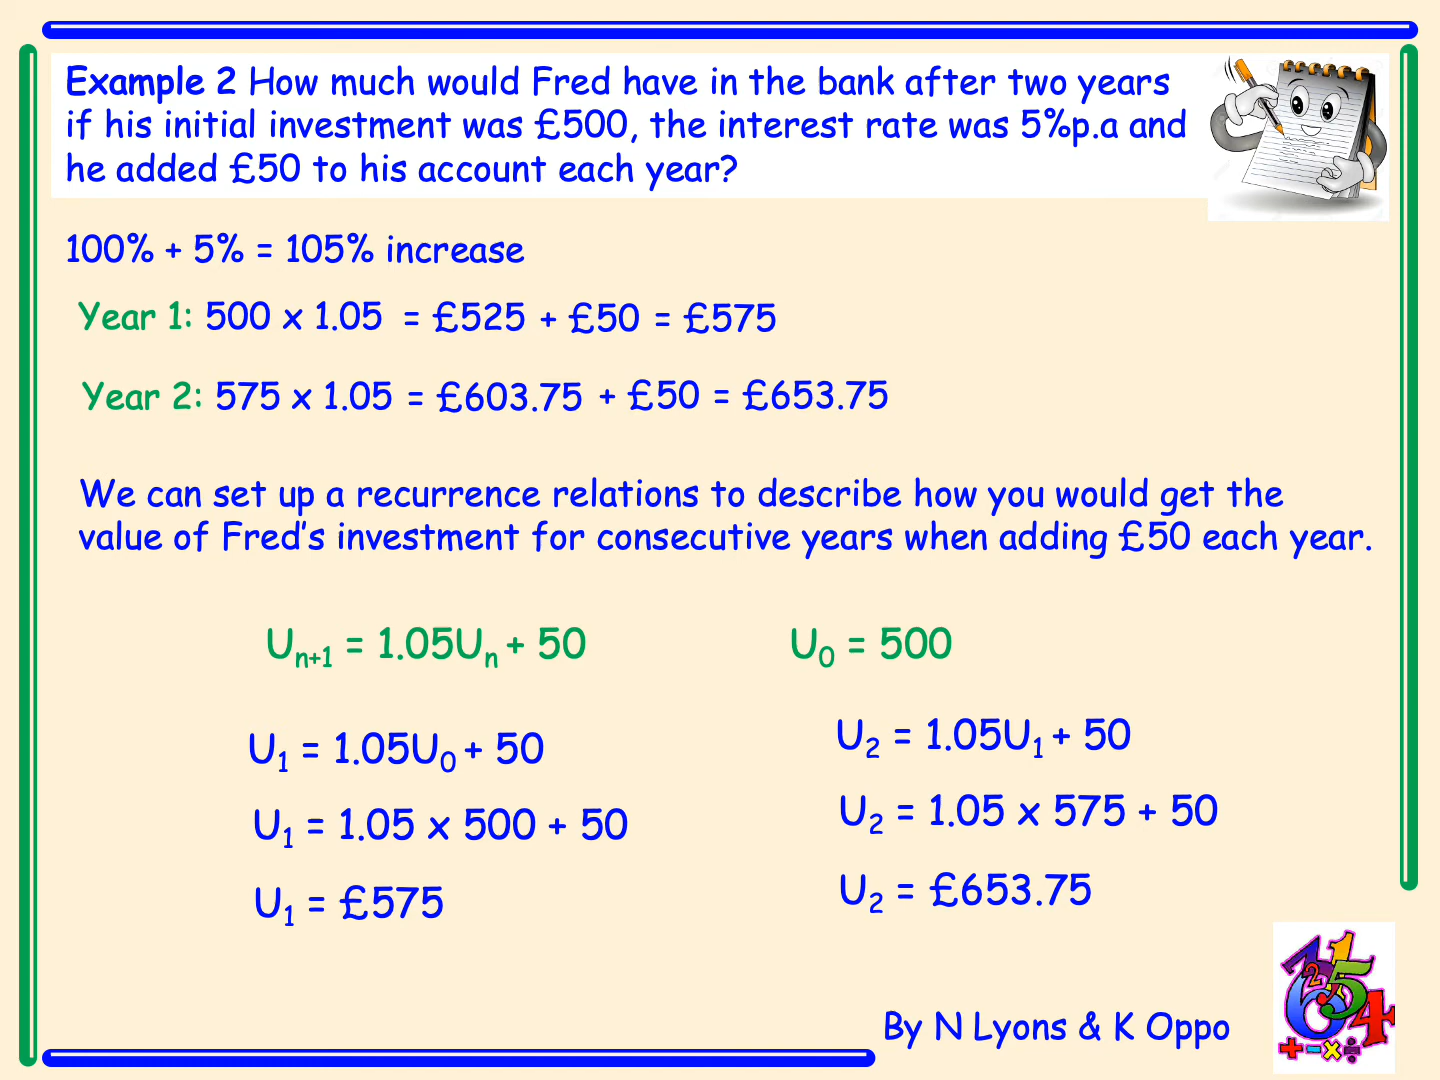 Example 2 How much would Fred have in the bank after two years
if his initial investment was £500, the interest rate was 5%p.a and
he added £50 to his account each year?
100% + 5% = 105% increase
Year 1: 500 x 1.05 = £525 + £50 = £575
Year 2: 575 x 1.05 = £603.75 + £50 = £653.75
We can set up a recurrence relations to describe how you would get the
value of Fred's investment for consecutive years when adding £50 each year.
Uₙ₊₁ = 1.05Uₙ + 50 U₀ = 500
U₁ = 1.05U₀ + 50
U₁ = 1.05 x 500 + 50
U₁ = £575
U₂ = 1.05U₁ + 50
U₂ = 1.05 x 575 + 50
U₂ = £653.75
By N Lyons & K Oppo